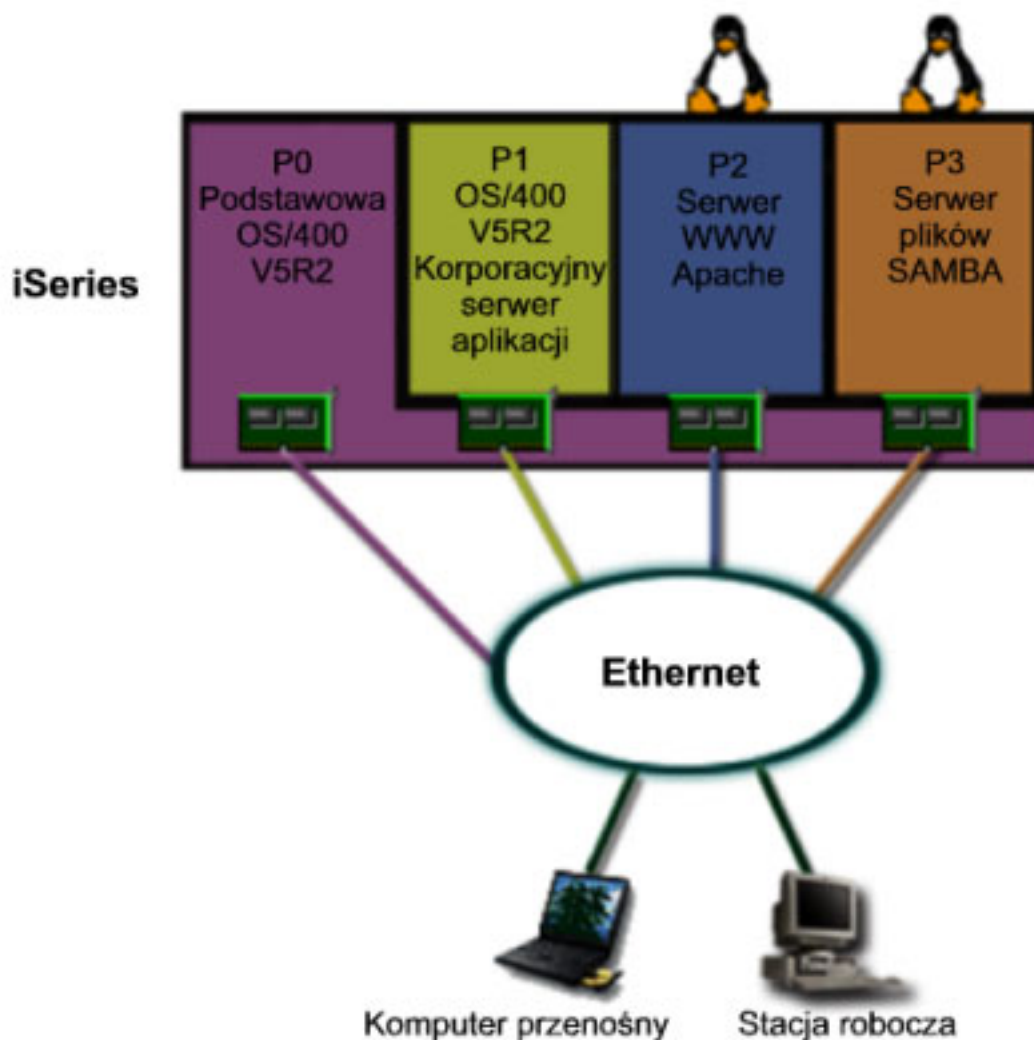 iSeries
P0
Podstawowa
OS/400
V5R2
P1
OS/400
V5R2
Korporacyjny
serwer
aplikacji
P2
Serwer
WWW
Apache
P3
Serwer
plików
SAMBA
Ethernet
Komputer przenośny
Stacja robocza